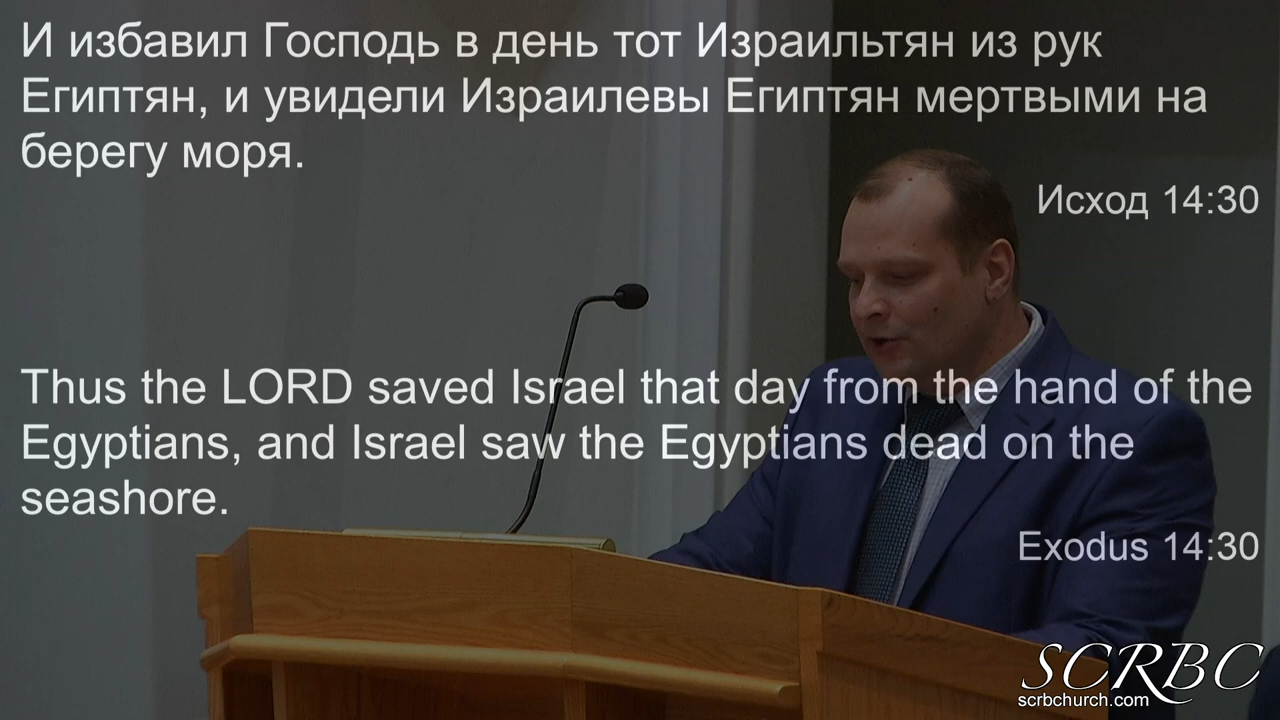 И избавил Господь в день тот Израильтян из рук
Египтян, и увидели Израилевы Египтян мертвыми на
берегу моря.
Исход 14:30
Thus the LORD saved Israel that day from the hand of the
Egyptians, and Israel saw the Egyptians dead on the
seashore.
Exodus 14:30
SCRBC
scrbchurch.com